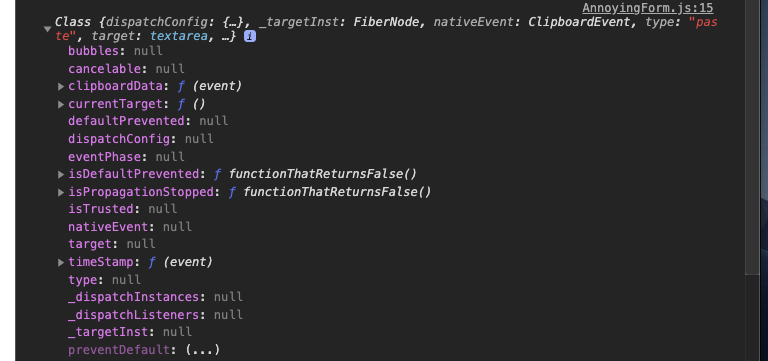 AnnoyingForm.js:15
Class {dispatchConfig: {…}, _targetInst: FiberNode, nativeEvent: ClipboardEvent, type: "pas
te", target: textarea, …} i
bubbles: null
cancelable: null
clipboardData: ƒ (event)
currentTarget: ƒ ()
defaultPrevented: null
dispatchConfig: null
eventPhase: null
isDefaultPrevented: ƒ functionThatReturnsFalse()
isPropagationStopped: ƒ functionThatReturnsFalse()
isTrusted: null
nativeEvent: null
target: null
timeStamp: ƒ (event)
type: null
_dispatchInstances: null
_dispatchListeners: null
_targetInst: null
preventDefault: (...)